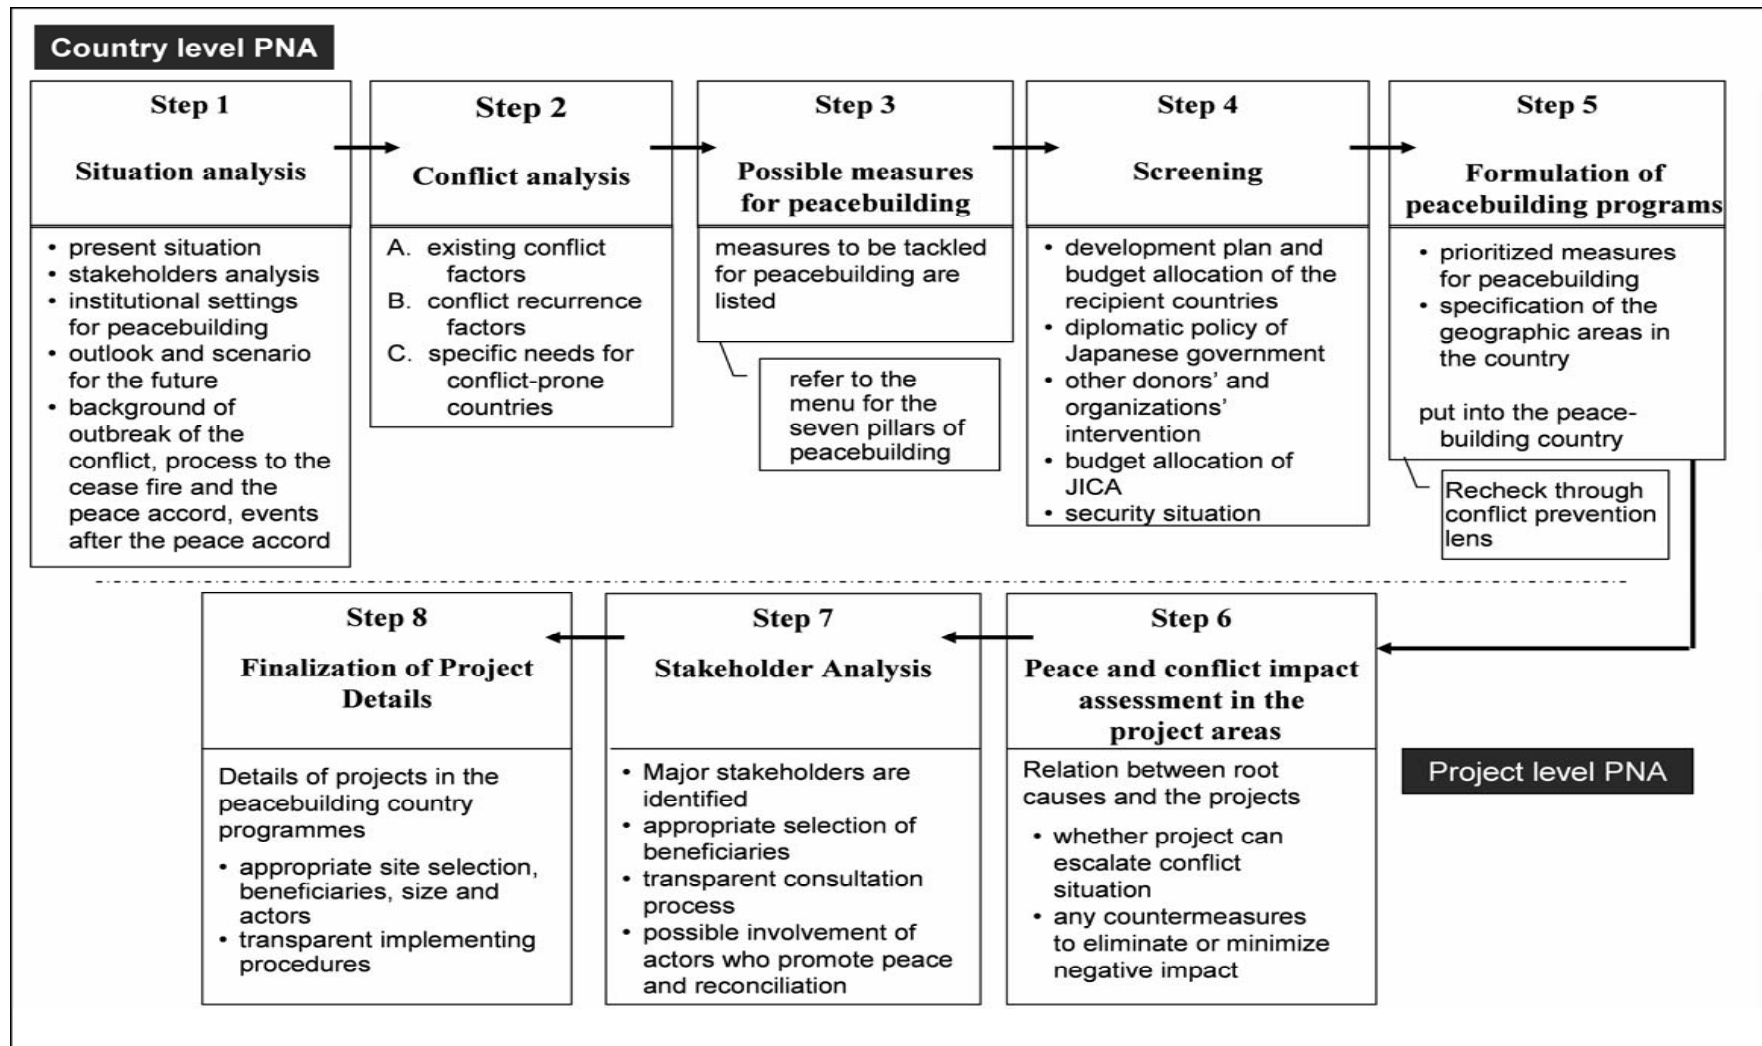 Country level PNA
Step 1
Situation analysis
• present situation
• stakeholders analysis
• institutional settings
for peacebuilding
• outlook and scenario
for the future
• background of
outbreak of the
conflict, process to the
cease fire and the
peace accord, events
after the peace accord
Step 2
Conflict analysis
A. existing conflict
factors
B. conflict recurrence
factors
C. specific needs for
conflict-prone
countries
Step 3
Possible measures
for peacebuilding
measures to be tackled
for peacebuilding are
listed
refer to the
menu for the
seven pillars of
peacebuilding
Step 4
Screening
• development plan and
budget allocation of the
recipient countries
• diplomatic policy of
Japanese government
• other donors’ and
organizations’
intervention
• budget allocation of
JICA
• security situation
Step 5
Formulation of
peacebuilding programs
• prioritized measures
for peacebuilding
• specification of the
geographic areas in
the country
put into the peace-
building country
Recheck through
conflict prevention
lens
Step 6
Peace and conflict impact
assessment in the
project areas
Relation between root
causes and the projects
• whether project can
escalate conflict
situation
• any countermeasures
to eliminate or minimize
negative impact
Step 7
Stakeholder Analysis
• Major stakeholders are
identified
• appropriate selection of
beneficiaries
• transparent consultation
process
• possible involvement of
actors who promote peace
and reconciliation
Step 8
Finalization of Project
Details
Details of projects in the
peacebuilding country
programmes
• appropriate site selection,
beneficiaries, size and
actors
• transparent implementing
procedures
Project level PNA